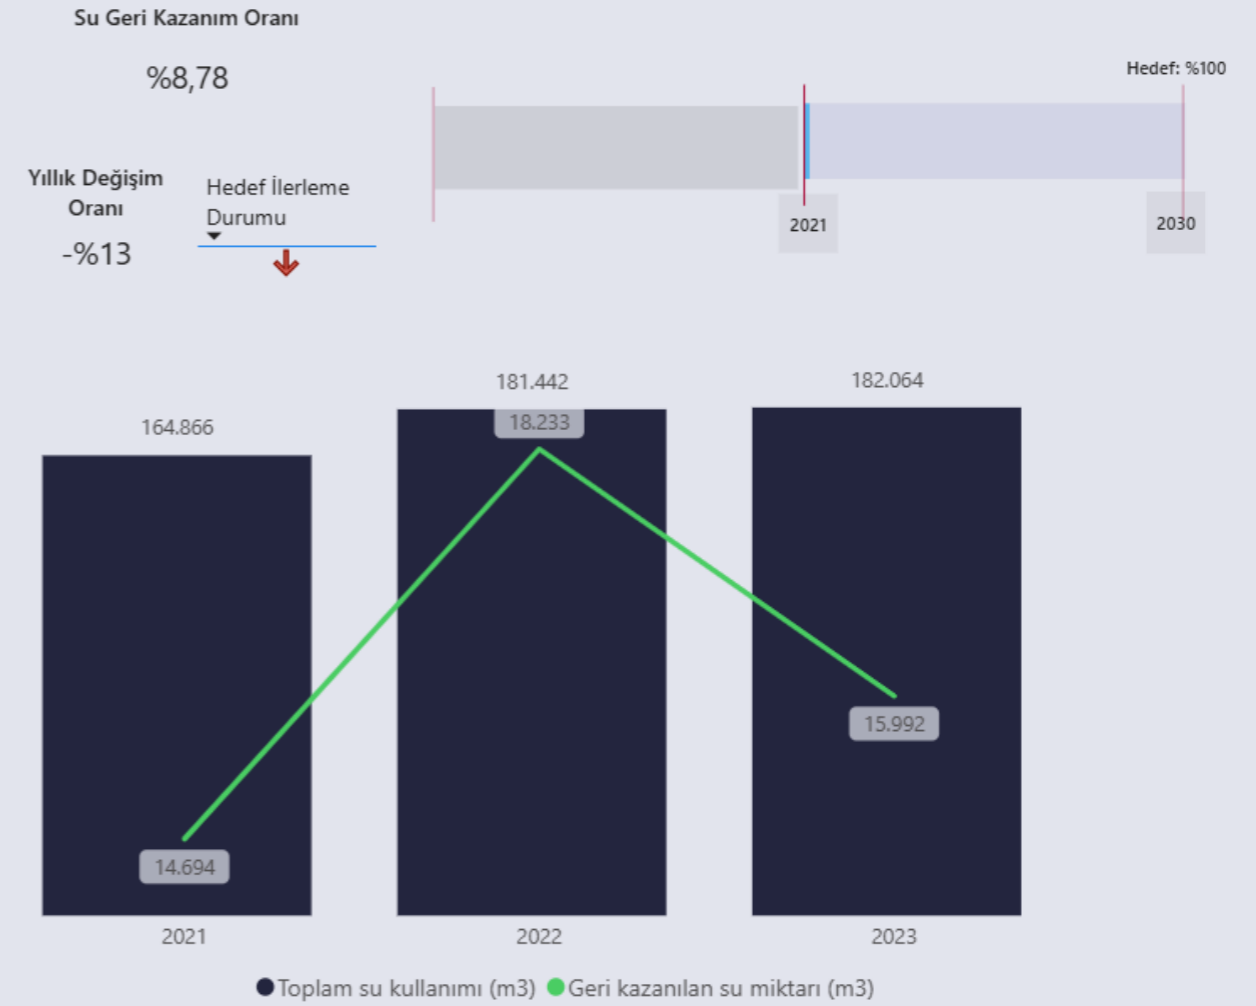 Su Geri Kazanım Oranı
%8,78
Hedef: %100
Yıllık Değişim
Oranı
-%13
Hedef İlerleme
Durumu
2021
2030
164.866
181.442
182.064
18.233
15.992
14.694
2021
2022
2023
Toplam su kullanımı (m3)
Geri kazanılan su miktarı (m3)